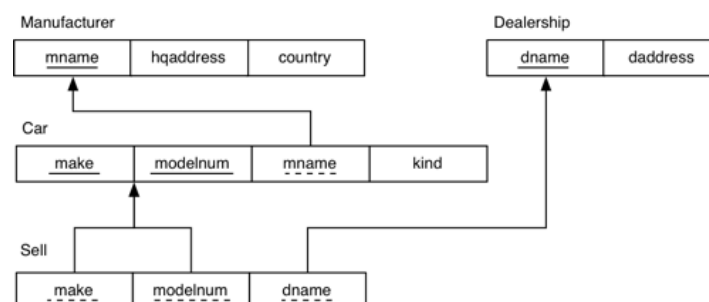 Manufacturer Dealership
mname hqaddress country dname daddress
Car
make modelnum mname kind
Sell
make modelnum dname